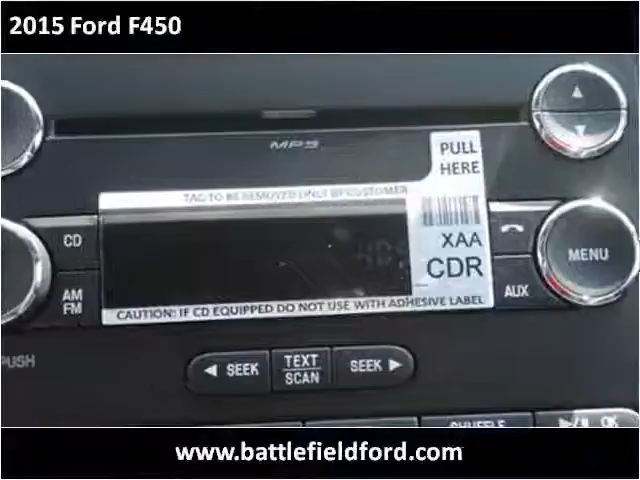 2015 Ford F450
MP3
PULL
HERE
TAG TO BE REMOVED ONLY BY CUSTOMER
CD
XAA
CDR
MENU
AM
FM
AUX
CAUTION: IF CD EQUIPPED DO NOT USE WITH ADHESIVE LABEL
PUSH
SEEK
TEXT
SCAN
SEEK
SHUFFLE
OK
www.battlefieldford.com